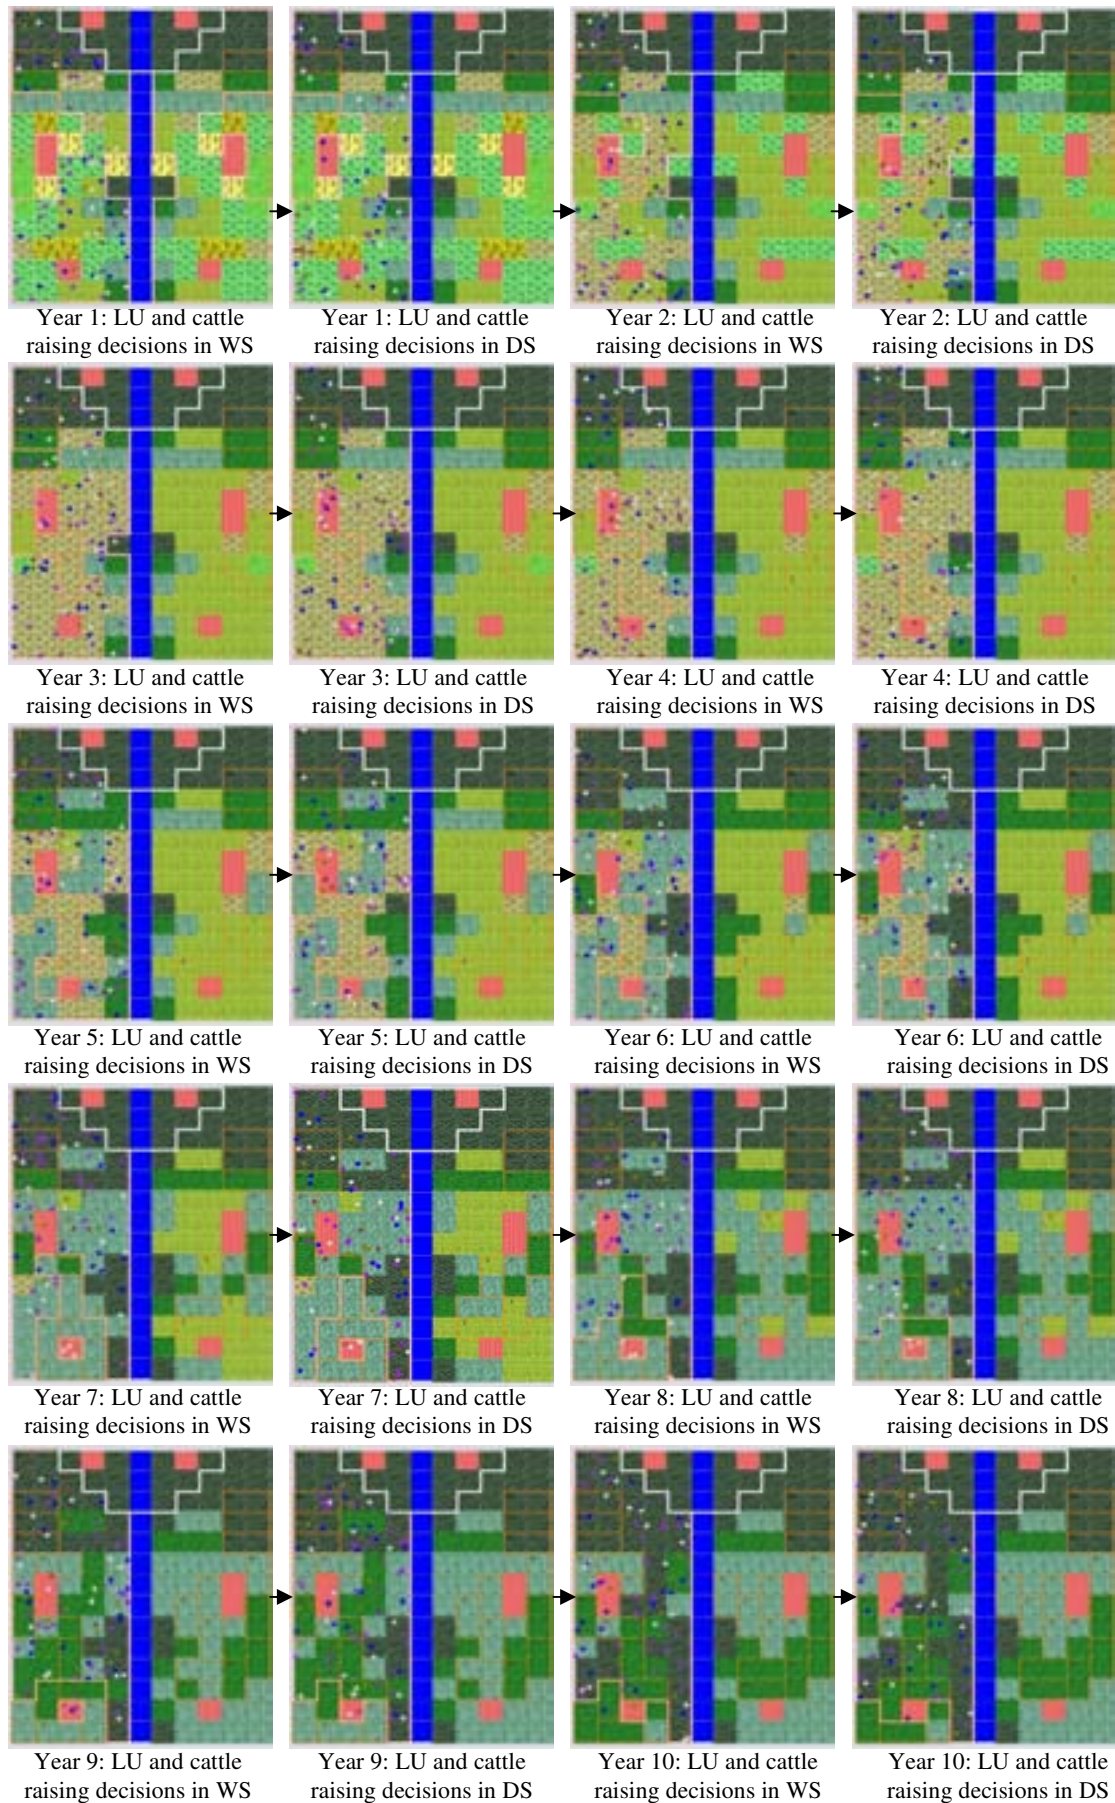 Year 1: LU and cattle
raising decisions in WS
Year 1: LU and cattle
raising decisions in DS
Year 2: LU and cattle
raising decisions in WS
Year 2: LU and cattle
raising decisions in DS
Year 3: LU and cattle
raising decisions in WS
Year 3: LU and cattle
raising decisions in DS
Year 4: LU and cattle
raising decisions in WS
Year 4: LU and cattle
raising decisions in DS
Year 5: LU and cattle
raising decisions in WS
Year 5: LU and cattle
raising decisions in DS
Year 6: LU and cattle
raising decisions in WS
Year 6: LU and cattle
raising decisions in DS
Year 7: LU and cattle
raising decisions in WS
Year 7: LU and cattle
raising decisions in DS
Year 8: LU and cattle
raising decisions in WS
Year 8: LU and cattle
raising decisions in DS
Year 9: LU and cattle
raising decisions in WS
Year 9: LU and cattle
raising decisions in DS
Year 10: LU and cattle
raising decisions in WS
Year 10: LU and cattle
raising decisions in DS